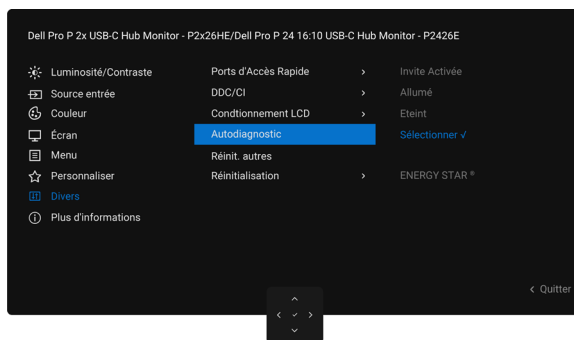 Dell Pro P 2x USB-C Hub Monitor - P2x26HE/Dell Pro P 24 16:10 USB-C Hub Monitor - P2426E
Luminosité/Contraste
Ports d'Accès Rapide
Invite Activée
Source entrée
DDC/CI
Allumé
Couleur
Condtionnement LCD
Eteint
Écran
Autodiagnostic
Sélectionner √
Menu
Réinit. autres
Personnaliser
Réinitialisation
ENERGY STAR ®
Divers
Plus d'informations
Quitter